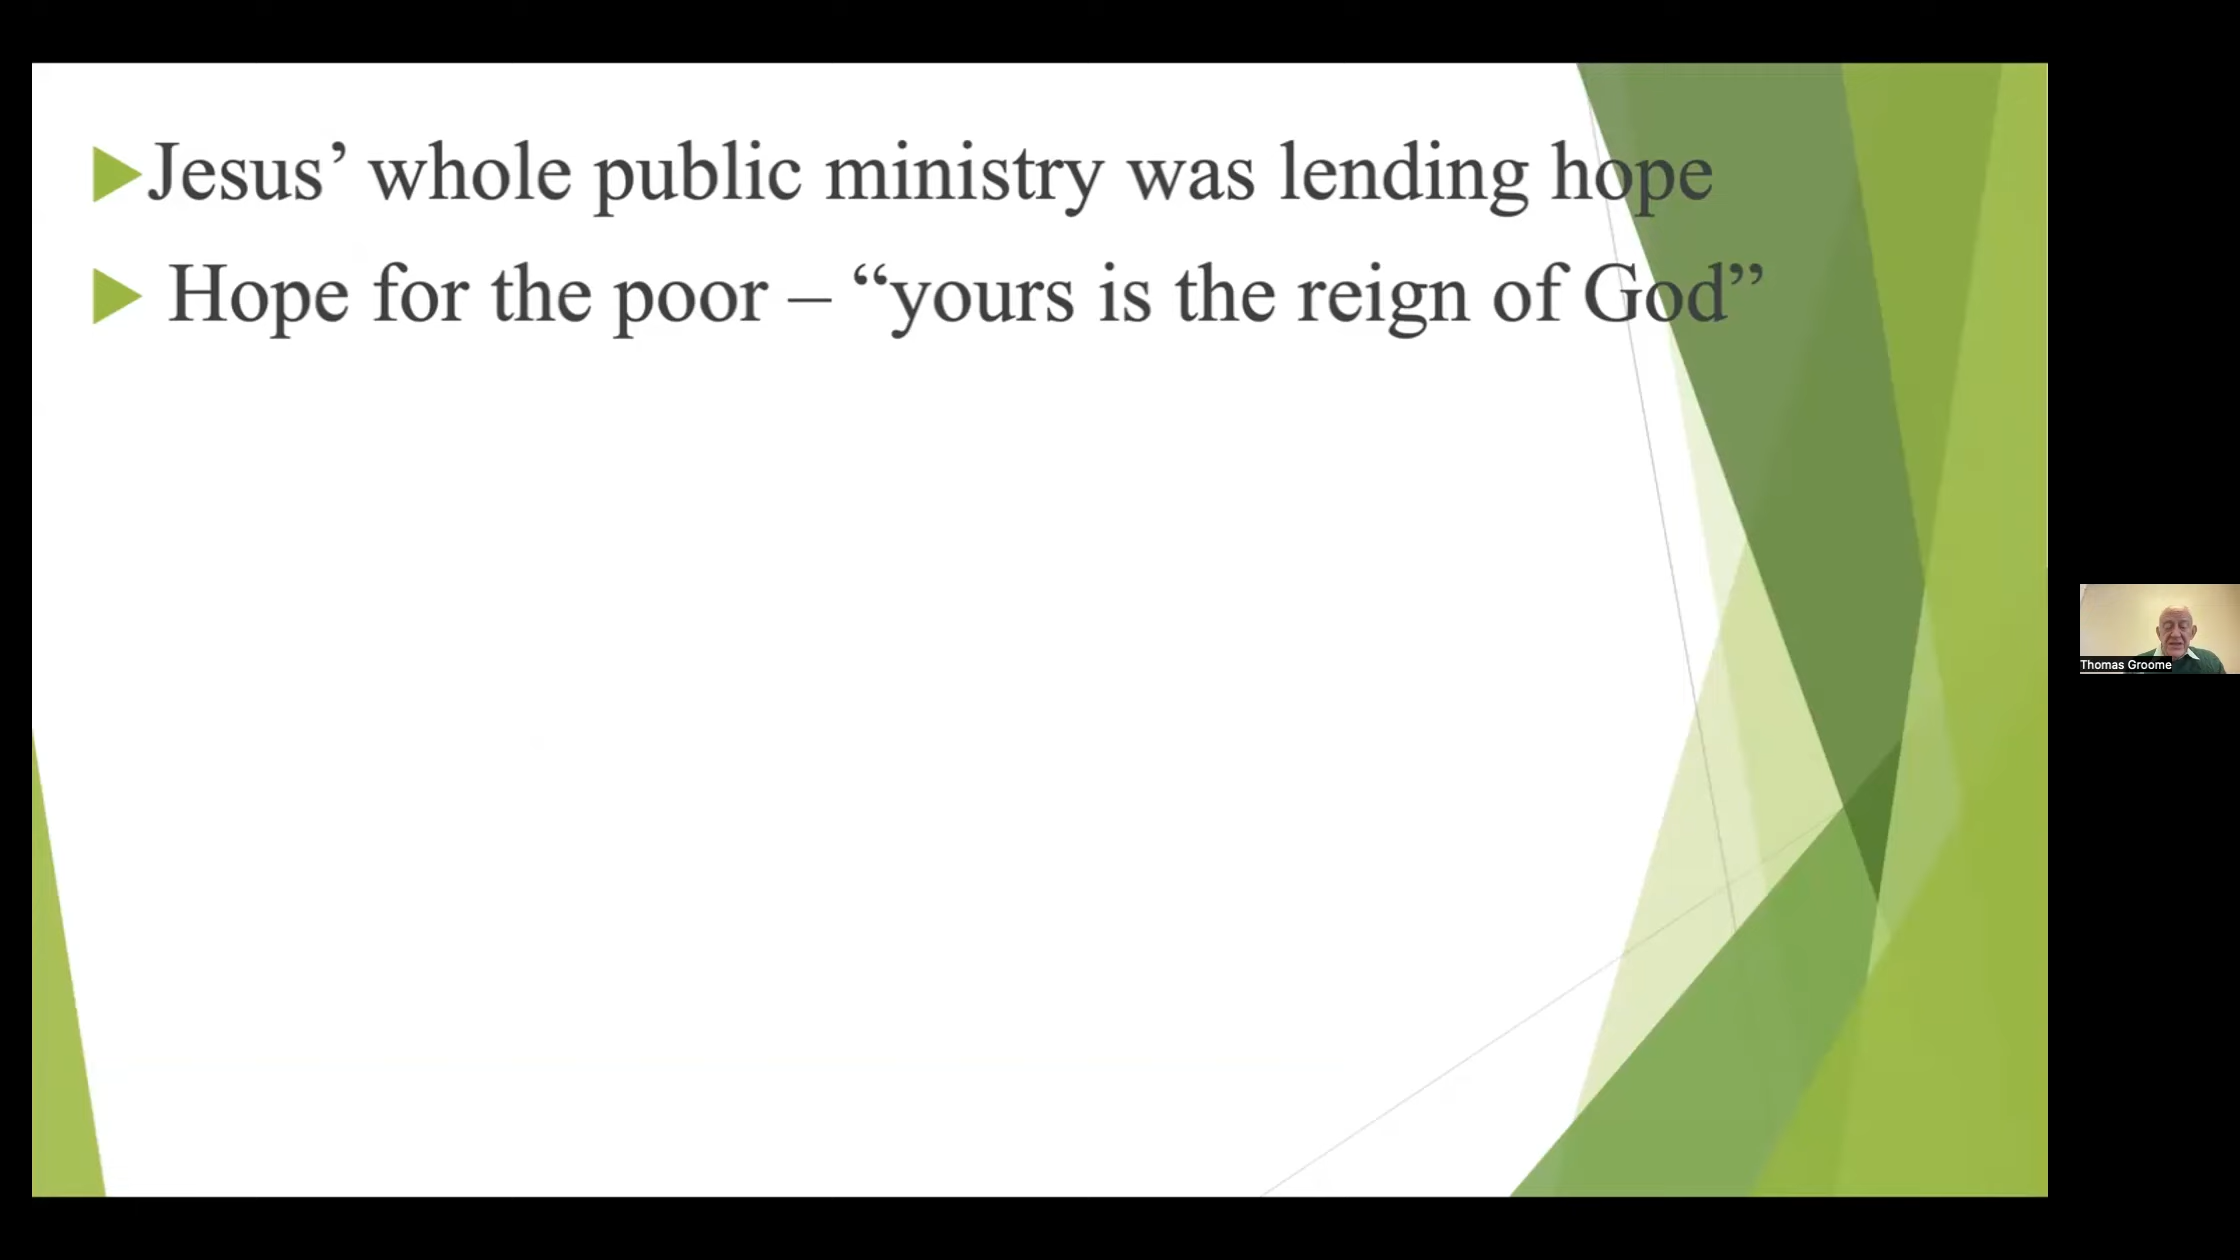 Jesus’ whole public ministry was lending hope
Hope for the poor – “yours is the reign of God”
Thomas Groome